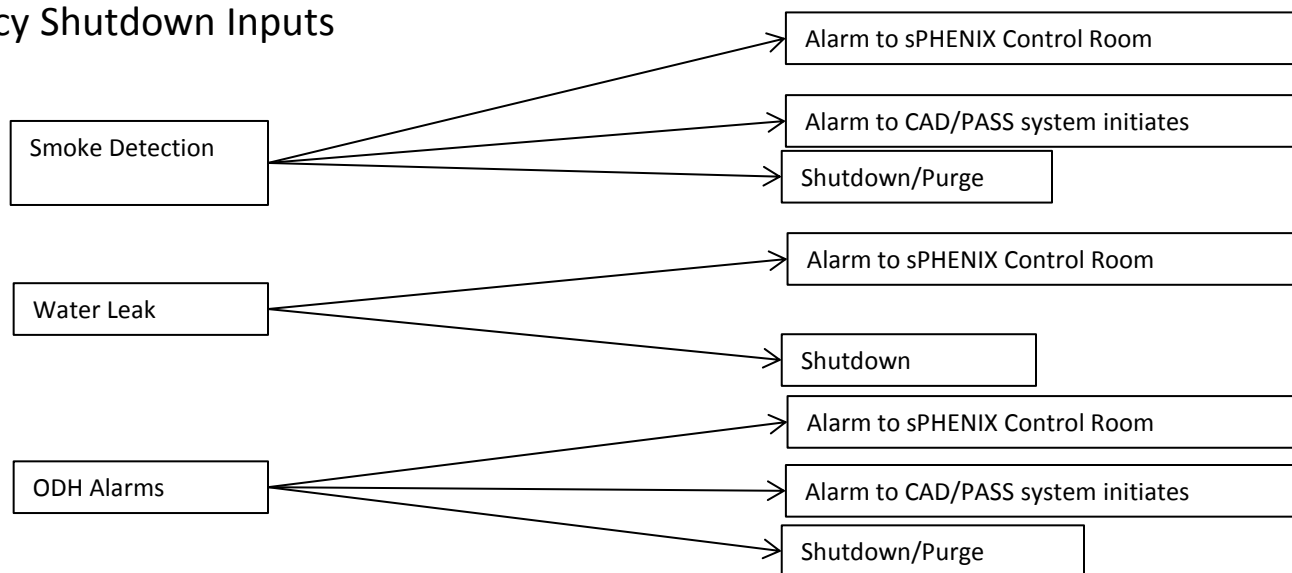 cy Shutdown Inputs
Smoke Detection
Alarm to sPHENIX Control Room
Alarm to CAD/PASS system initiates
Shutdown/Purge
Water Leak
Alarm to sPHENIX Control Room
Shutdown
ODH Alarms
Alarm to sPHENIX Control Room
Alarm to CAD/PASS system initiates
Shutdown/Purge